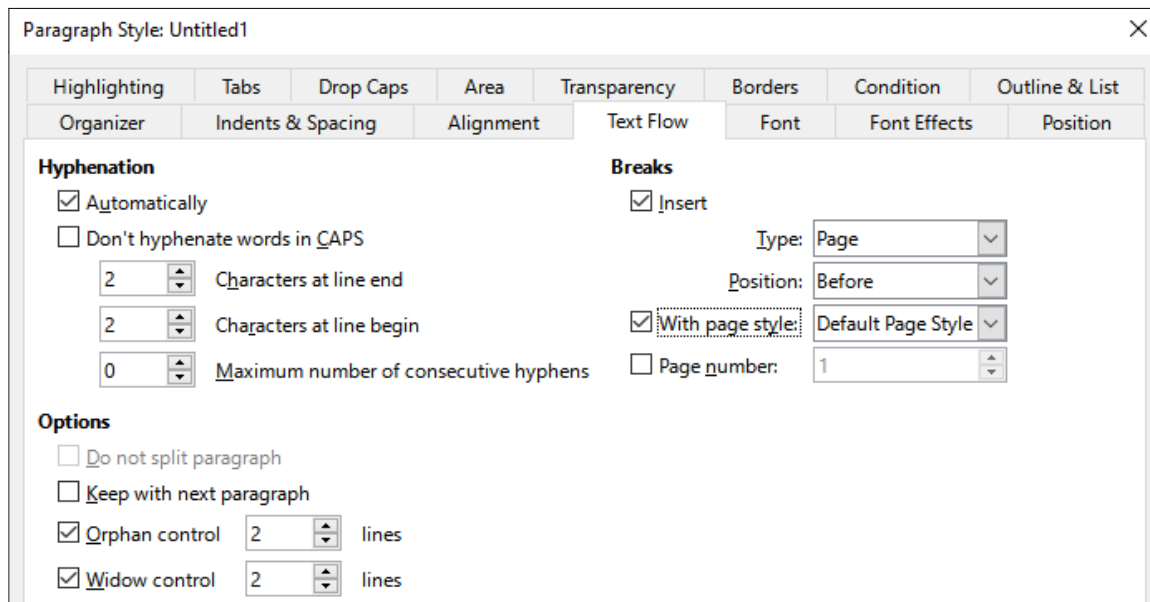 Paragraph Style: Untitled1
Highlighting Tabs Drop Caps Area Transparency Borders Condition Outline & List
Organizer Indents & Spacing Alignment Text Flow Font Font Effects Position
Hyphenation
Automatically
Don't hyphenate words in CAPS
2 Characters at line end
2 Characters at line begin
0 Maximum number of consecutive hyphens
Breaks
Insert
Type: Page
Position: Before
With page style: Default Page Style
Page number: 1
Options
Do not split paragraph
Keep with next paragraph
Orphan control 2 lines
Widow control 2 lines